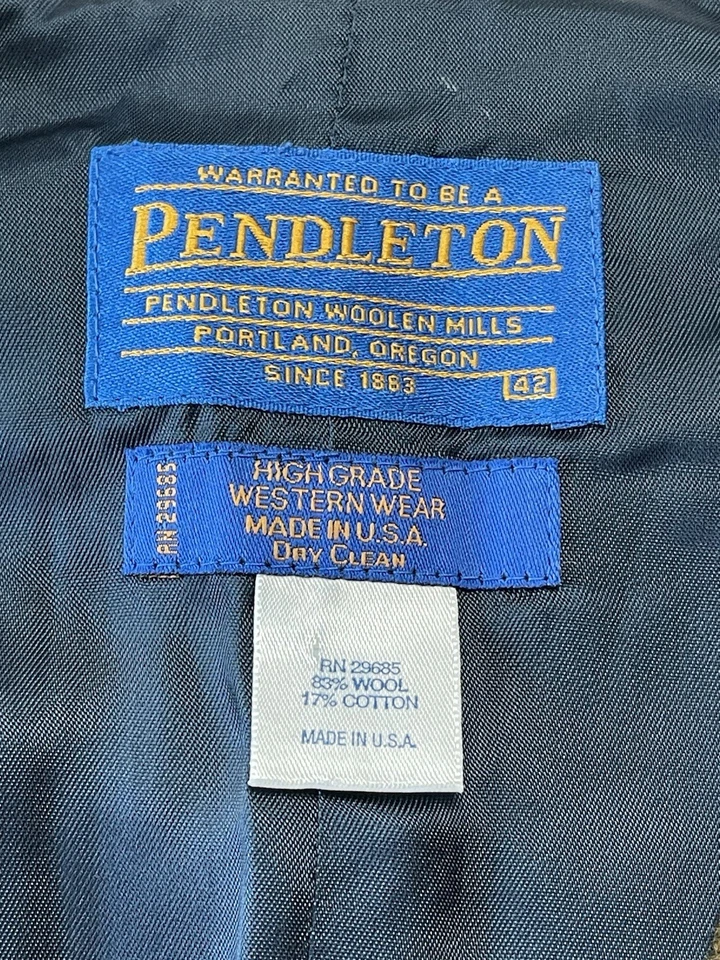 WARRANTED TO BE A
PENDLETON
PENDLETON WOOLEN MILLS
PORTLAND, OREGON
SINCE 1863
42
RN 29685
HIGH GRADE
WESTERN WEAR
MADE IN U.S.A.
DRY CLEAN
RN 29685
83% WOOL
17% COTTON
MADE IN U.S.A.